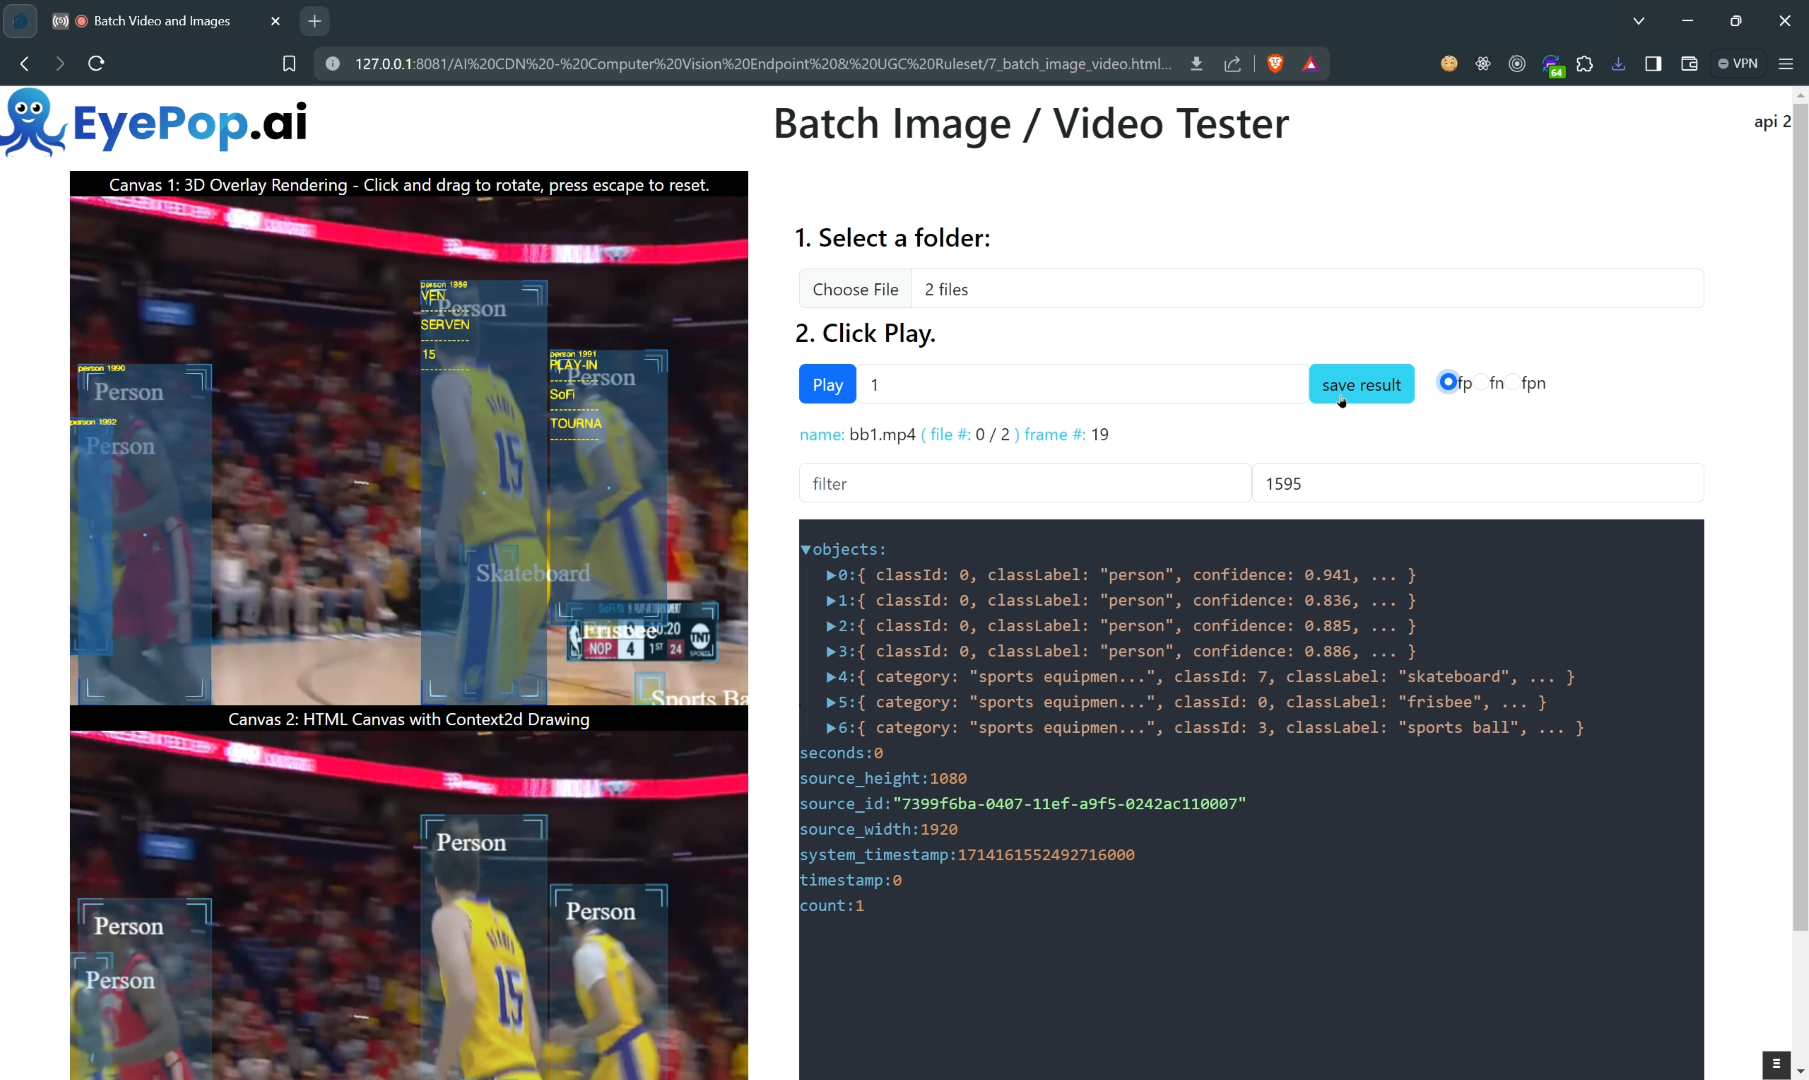 Batch Video and Images
127.0.0.1:8081/AI%20CDN%20-%20Computer%20Vision%20Endpoint%20&%20UGC%20Ruleset/7_batch_image_video.html...
64
VPN
EyePop.ai
Batch Image / Video Tester
api 2
Canvas 1: 3D Overlay Rendering - Click and drag to rotate, press escape to reset.
person 1989
VEN
Person
SERVEN
15
person 1991
PLAY-IN
Person
SoFi
TOURNA
person 1990
Person
person 1992
Person
15
Skateboard
Frisbee
0:20
NOP 4 1ST 24
TNT
SPORTS
Sports Ba
Canvas 2: HTML Canvas with Context2d Drawing
Person
Person
Person
Person
15
1. Select a folder:
Choose File 2 files
2. Click Play.
Play 1 save result fp fn fpn
name: bb1.mp4 ( file #: 0 / 2 ) frame #: 19
filter 1595
▼objects:
▶0:{ classId: 0, classLabel: "person", confidence: 0.941, ... }
▶1:{ classId: 0, classLabel: "person", confidence: 0.836, ... }
▶2:{ classId: 0, classLabel: "person", confidence: 0.885, ... }
▶3:{ classId: 0, classLabel: "person", confidence: 0.886, ... }
▶4:{ category: "sports equipmen...", classId: 7, classLabel: "skateboard", ... }
▶5:{ category: "sports equipmen...", classId: 0, classLabel: "frisbee", ... }
▶6:{ category: "sports equipmen...", classId: 3, classLabel: "sports ball", ... }
seconds:0
source_height:1080
source_id:"7399f6ba-0407-11ef-a9f5-0242ac110007"
source_width:1920
system_timestamp:1714161552492716000
timestamp:0
count:1